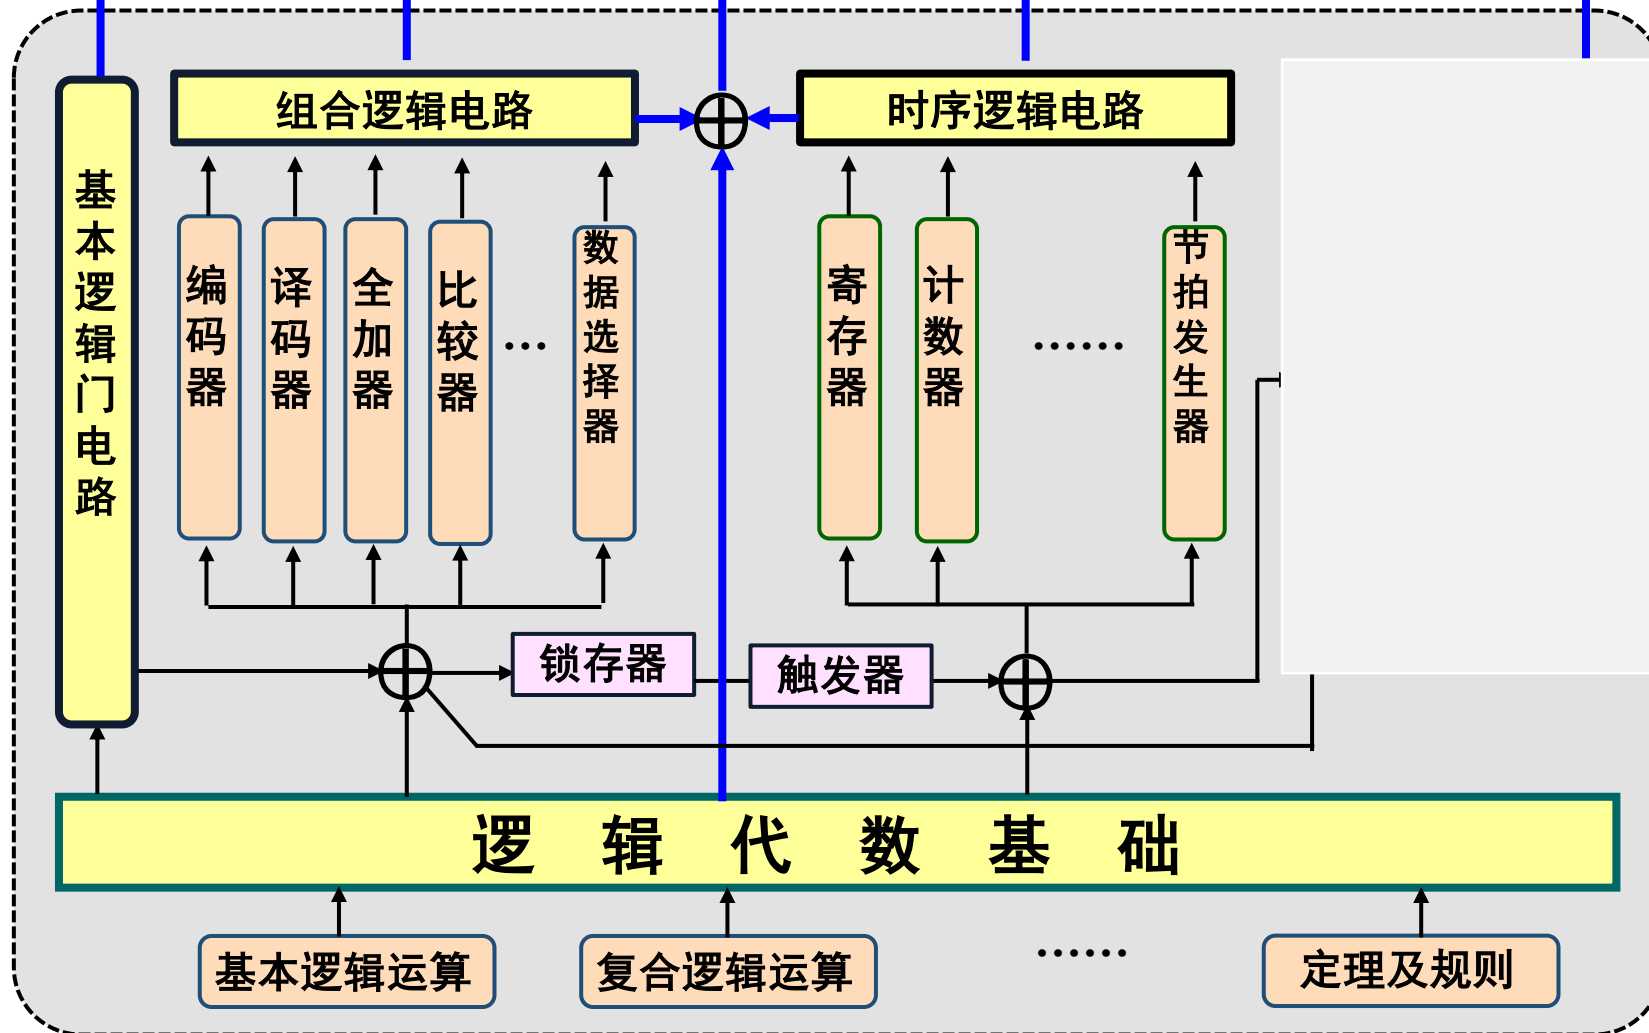 组合逻辑电路
时序逻辑电路
基本逻辑门电路
编码器
译码器
全加器
比较器
…
数据选择器
寄存器
计数器
……
节拍发生器
锁存器
触发器
逻辑代数基础
基本逻辑运算
复合逻辑运算
……
定理及规则